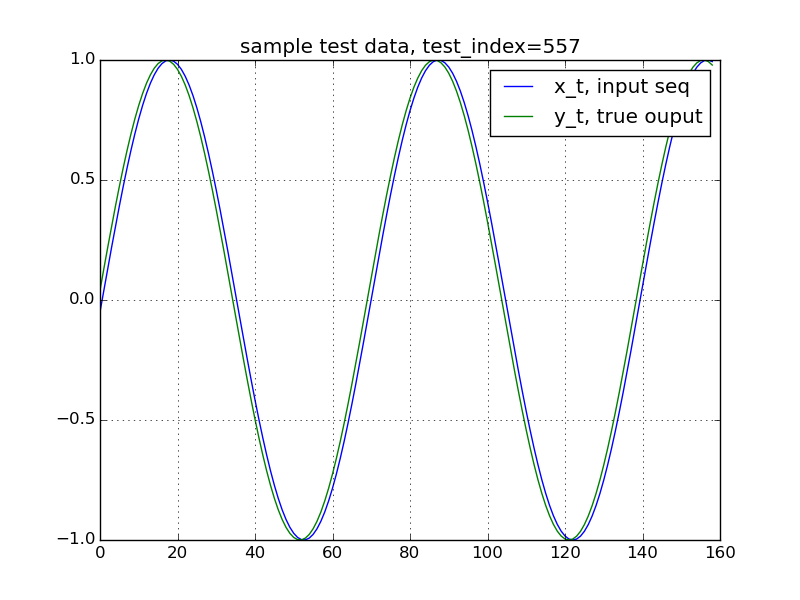 sample test data, test_index=557
1.0
x_t, input seq
y_t, true ouput
0.5
0.0
−0.5
−1.0
0 20 40 60 80 100 120 140 160